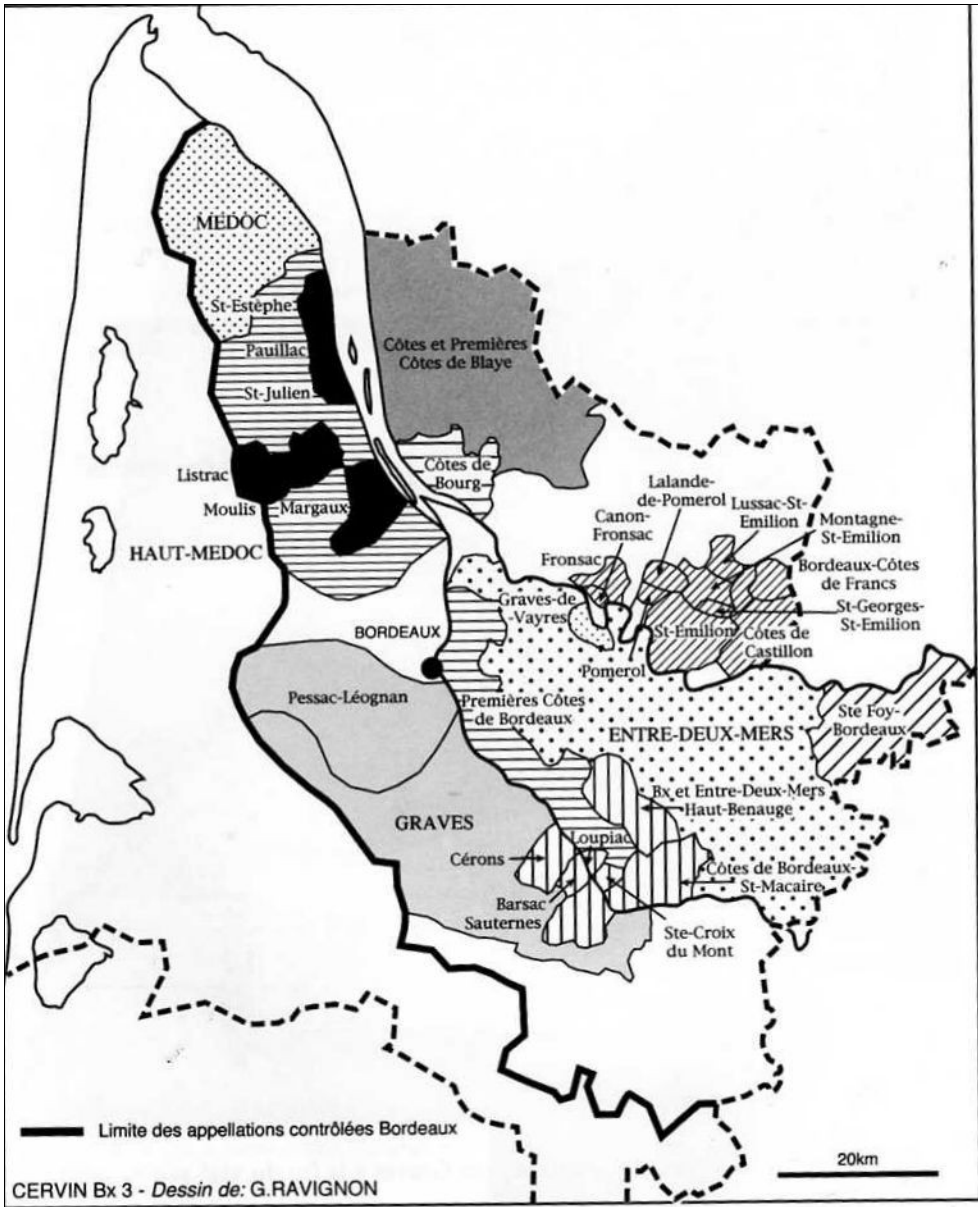 MEDOC
St-Estèphe
Pauillac
St-Julien
Listrac
Moulis
Margaux
HAUT-MEDOC
Côtes et Premières
Côtes de Blaye
Côtes de
Bourg
Lalande-
de-Pomerol
Lussac-St-
Emilion
Canon-
Fronsac
Montagne-
St-Emilion
Fronsac
Bordeaux-Côtes
de Francs
Graves-de-
-Vayres
St-Georges-
St-Emilion
St-Emilion
Côtes de
Castillon
Pomerol
BORDEAUX
Pessac-Léognan
Premières Côtes
de Bordeaux
ENTRE-DEUX-MERS
Ste Foy-
Bordeaux
Bx et Entre-Deux-Mers
Haut-Benauge
GRAVES
Loupiac
Cérons
Côtes de Bordeaux-
St-Macaire
Barsac
Sauternes
Ste-Croix
du Mont
Limite des appellations contrôlées Bordeaux
20km
CERVIN Bx 3 - Dessin de: G.RAVIGNON